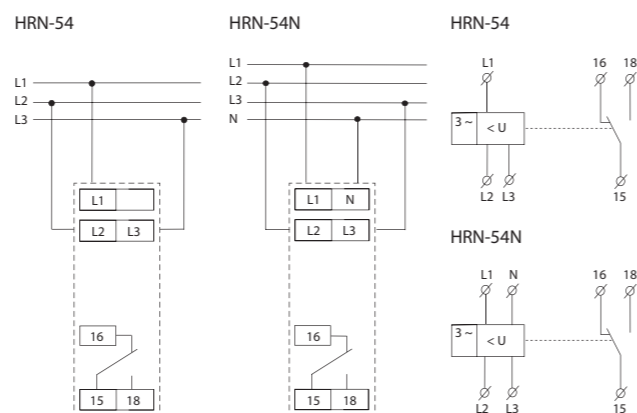 HRN-54
L1
L2
L3
L1
L2 L3
16
15 18
HRN-54N
L1
L2
L3
N
L1 N
L2 L3
16
15 18
HRN-54
L1 16 18
3 ~ < U
L2 L3 15
HRN-54N
L1 N 16 18
3 ~ < U
L2 L3 15